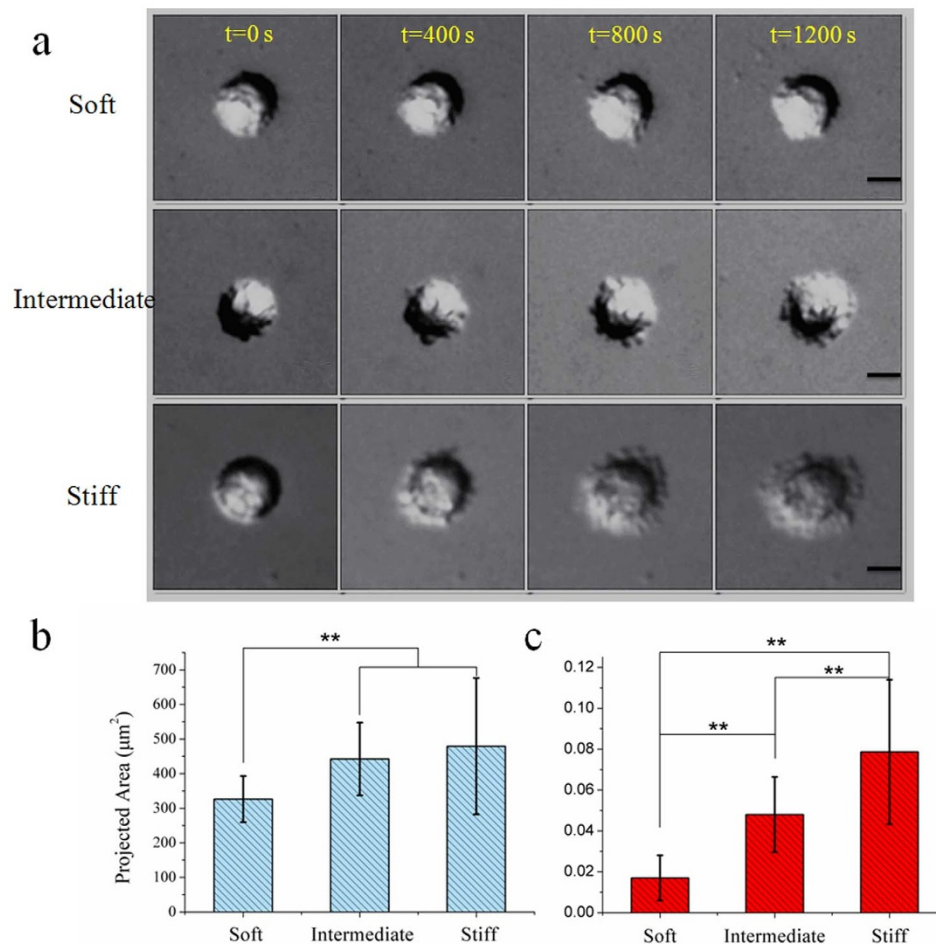 a
t=0 s
t=400 s
t=800 s
t=1200 s
Soft
Intermediate
Stiff
b
**
Projected Area (µm²)
700
600
500
400
300
200
100
0
Soft
Intermediate
Stiff
c
**
**
**
0.12
0.10
0.08
0.06
0.04
0.02
0.00
Soft
Intermediate
Stiff